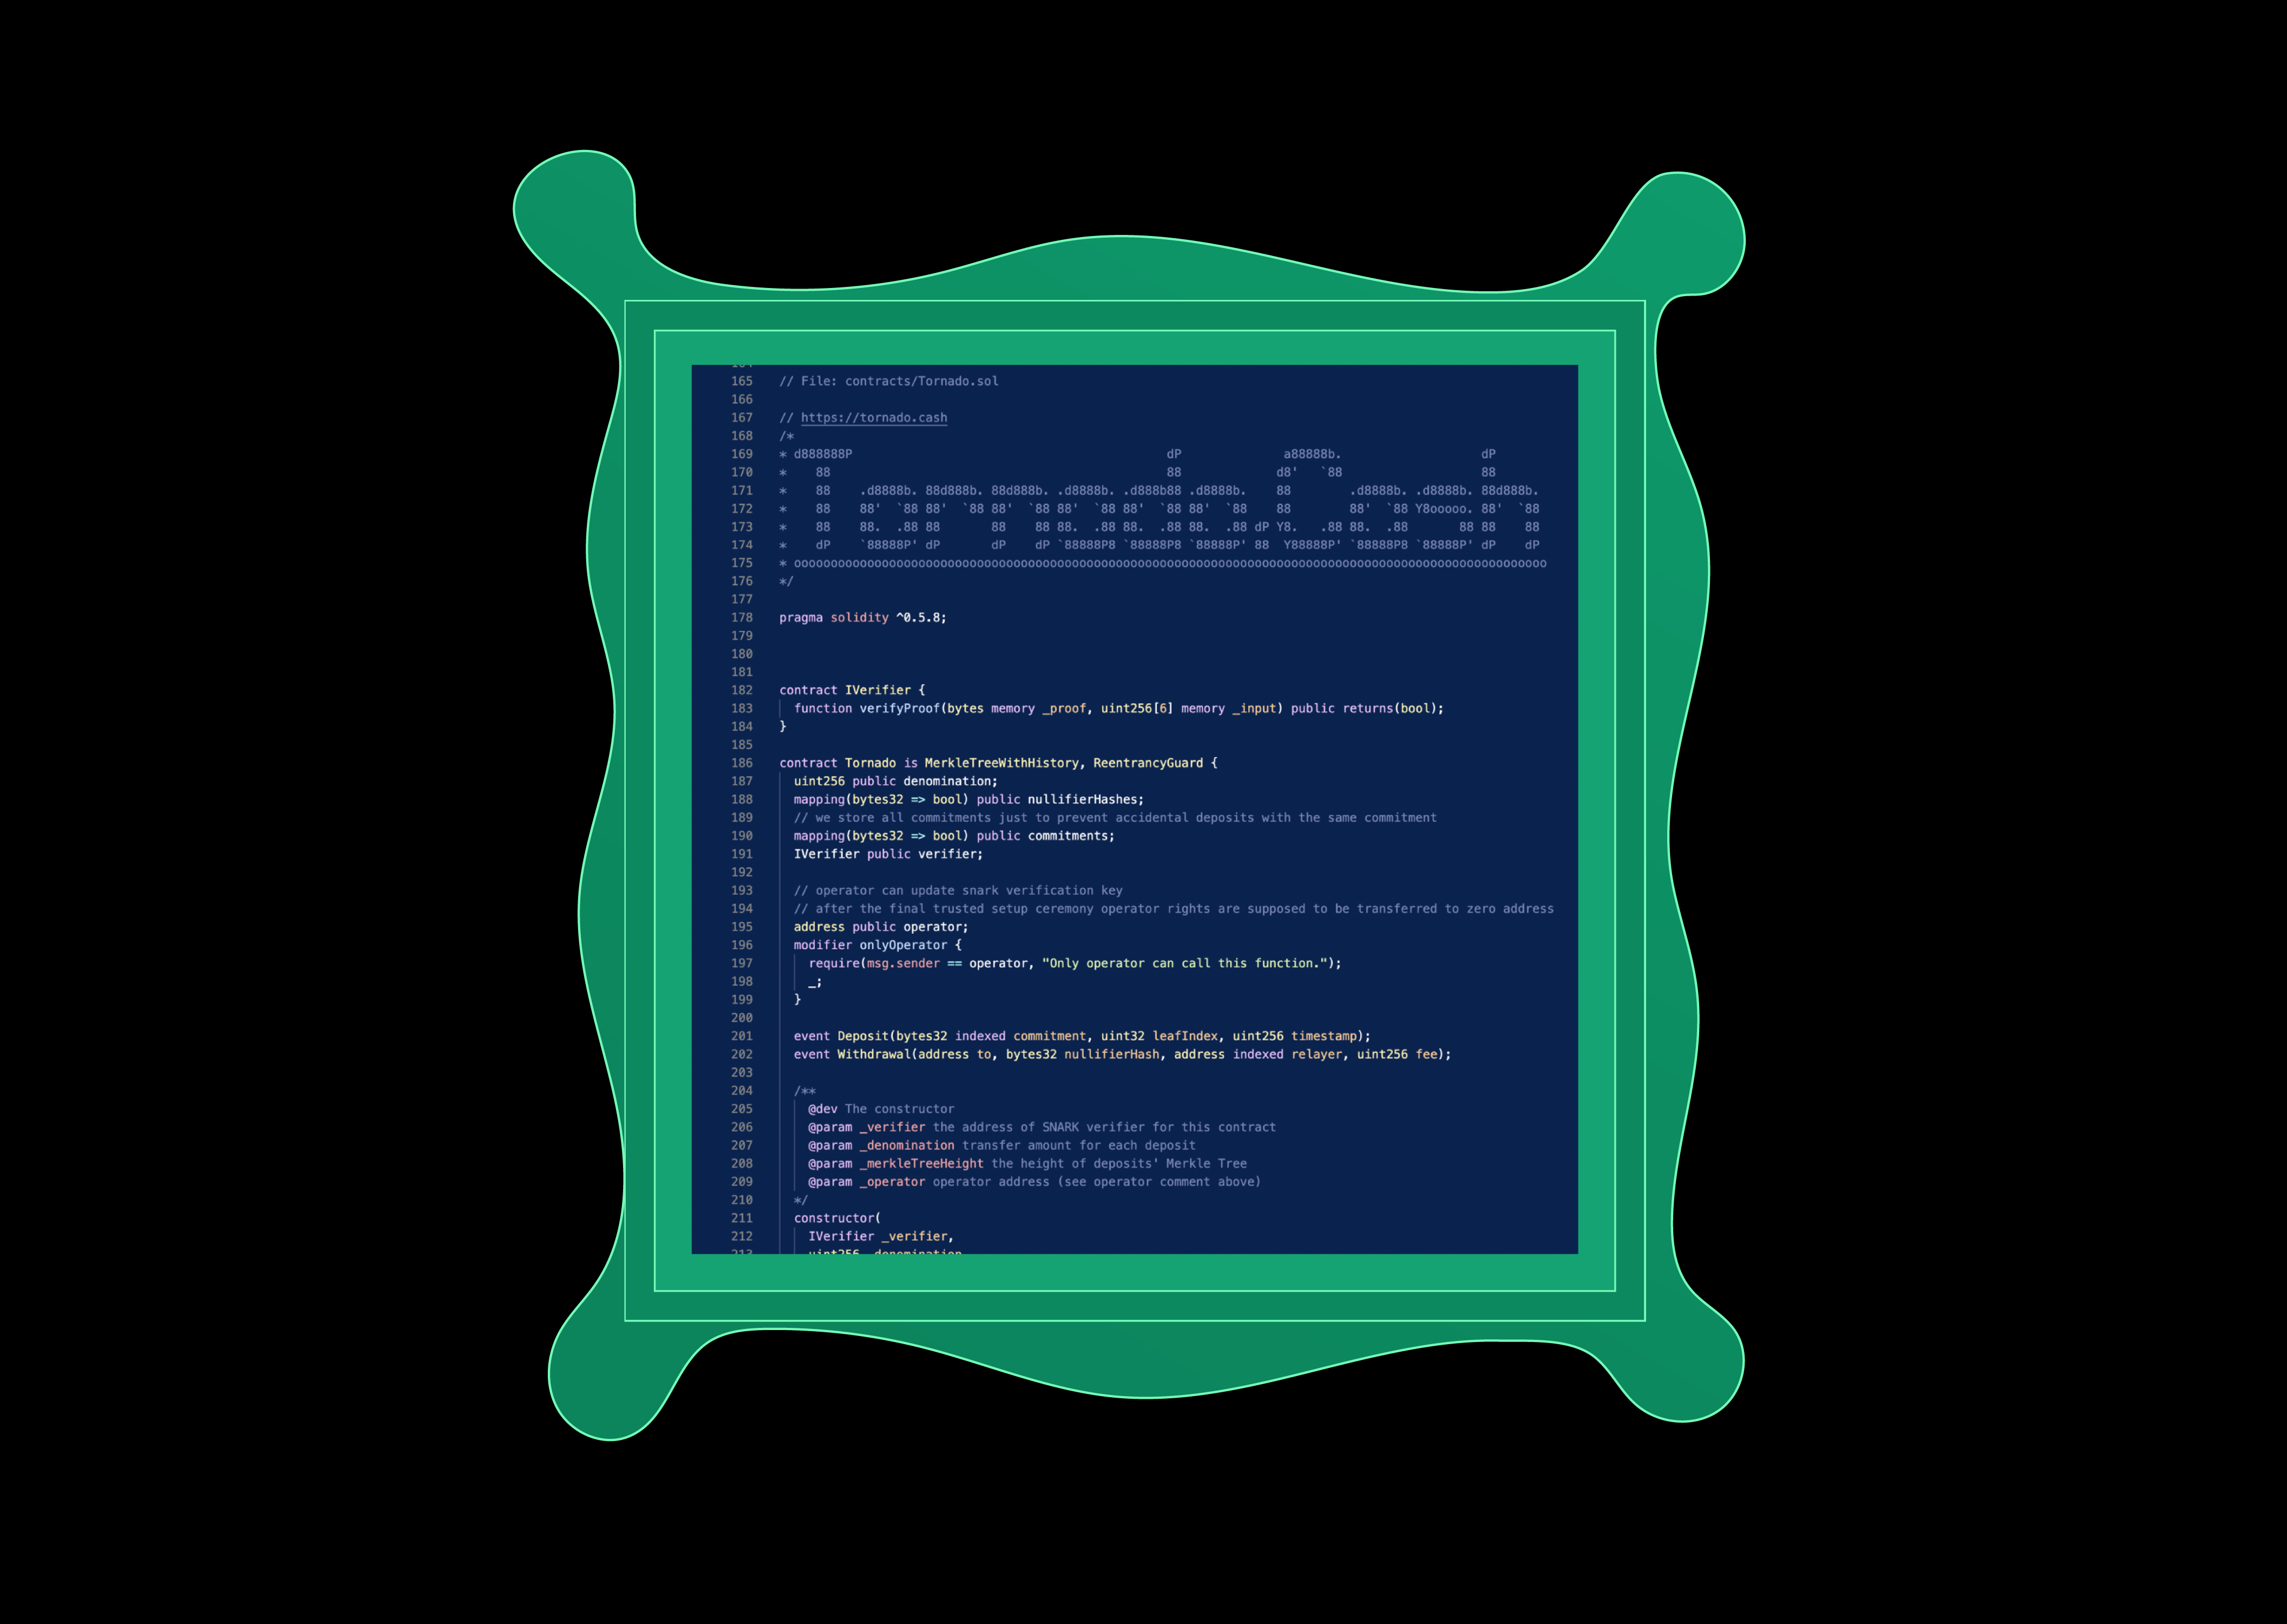 165 // File: contracts/Tornado.sol
166
167 // https://tornado.cash
168 /*
169 * d888888P                                           dP              a88888b.                   dP
170 *    88                                              88             d8'   `88                   88
171 *    88    .d8888b. 88d888b. 88d888b. .d8888b. .d888b88 .d8888b.    88        .d8888b. .d8888b. 88d888b.
172 *    88    88'  `88 88'  `88 88'  `88 88'  `88 88'  `88 88'  `88    88        88'  `88 Y8ooooo. 88'  `88
173 *    88    88.  .88 88       88    88 88.  .88 88.  .88 88.  .88 dP Y8.   .88 88.  .88       88 88    88
174 *    dP    `88888P' dP       dP    dP `88888P8 `88888P8 `88888P' 88  Y88888P' `88888P8 `88888P' dP    dP
175 * ooooooooooooooooooooooooooooooooooooooooooooooooooooooooooooooooooooooooooooooooooooooooooooooooooooooo
176 */
177
178 pragma solidity ^0.5.8;
179
180
181
182 contract IVerifier {
183   function verifyProof(bytes memory _proof, uint256[6] memory _input) public returns(bool);
184 }
185
186 contract Tornado is MerkleTreeWithHistory, ReentrancyGuard {
187   uint256 public denomination;
188   mapping(bytes32 => bool) public nullifierHashes;
189   // we store all commitments just to prevent accidental deposits with the same commitment
190   mapping(bytes32 => bool) public commitments;
191   IVerifier public verifier;
192
193   // operator can update snark verification key
194   // after the final trusted setup ceremony operator rights are supposed to be transferred to zero address
195   address public operator;
196   modifier onlyOperator {
197     require(msg.sender == operator, "Only operator can call this function.");
198     _;
199   }
200
201   event Deposit(bytes32 indexed commitment, uint32 leafIndex, uint256 timestamp);
202   event Withdrawal(address to, bytes32 nullifierHash, address indexed relayer, uint256 fee);
203
204   /**
205     @dev The constructor
206     @param _verifier the address of SNARK verifier for this contract
207     @param _denomination transfer amount for each deposit
208     @param _merkleTreeHeight the height of deposits' Merkle Tree
209     @param _operator operator address (see operator comment above)
210   */
211   constructor(
212     IVerifier _verifier,
213     uint256 _denomination